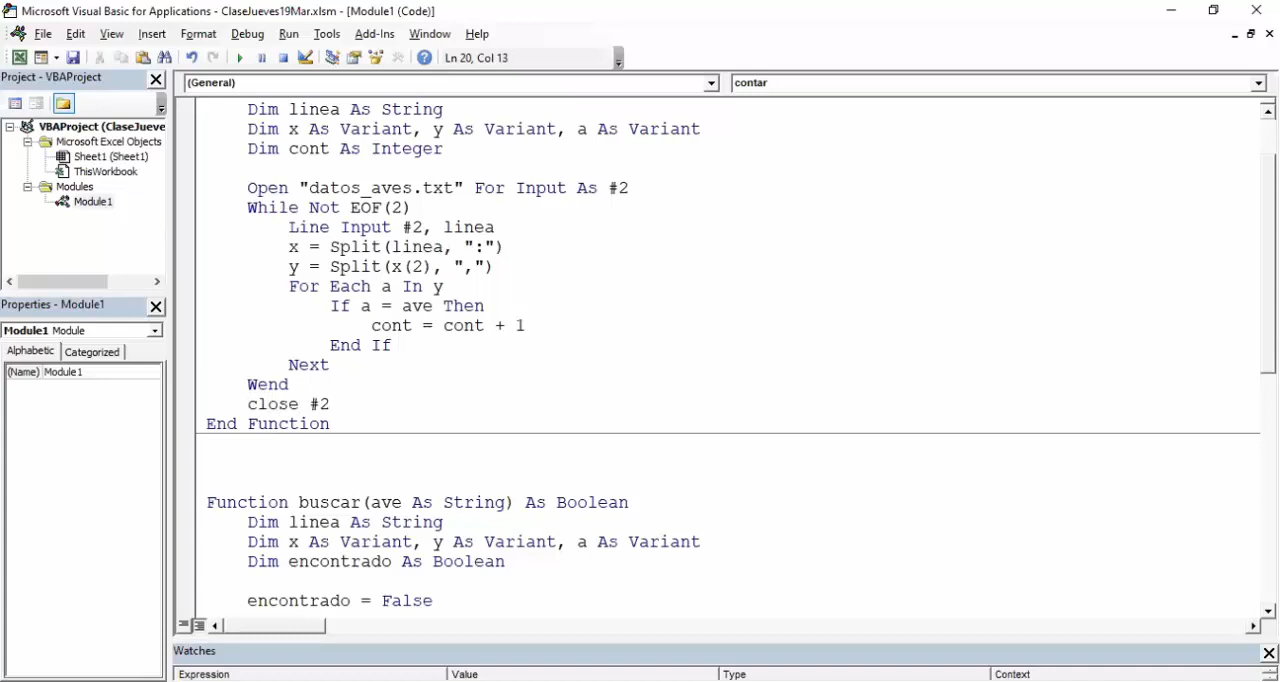 Microsoft Visual Basic for Applications - ClaseJueves19Mar.xlsm - [Module1 (Code)]
File Edit View Insert Format Debug Run Tools Add-Ins Window Help
Ln 20, Col 13
Project - VBAProject
(General) contar
VBAProject (ClaseJueve
Microsoft Excel Objects
Sheet1 (Sheet1)
ThisWorkbook
Modules
Module1
Properties - Module1
Module1 Module
Alphabetic Categorized
(Name) Module1
Dim linea As String
Dim x As Variant, y As Variant, a As Variant
Dim cont As Integer
Open "datos_aves.txt" For Input As #2
While Not EOF(2)
Line Input #2, linea
x = Split(linea, ":")
y = Split(x(2), ",")
For Each a In y
If a = ave Then
cont = cont + 1
End If
Next
Wend
close #2
End Function
Function buscar(ave As String) As Boolean
Dim linea As String
Dim x As Variant, y As Variant, a As Variant
Dim encontrado As Boolean
encontrado = False
Watches
Expression Value Type Context